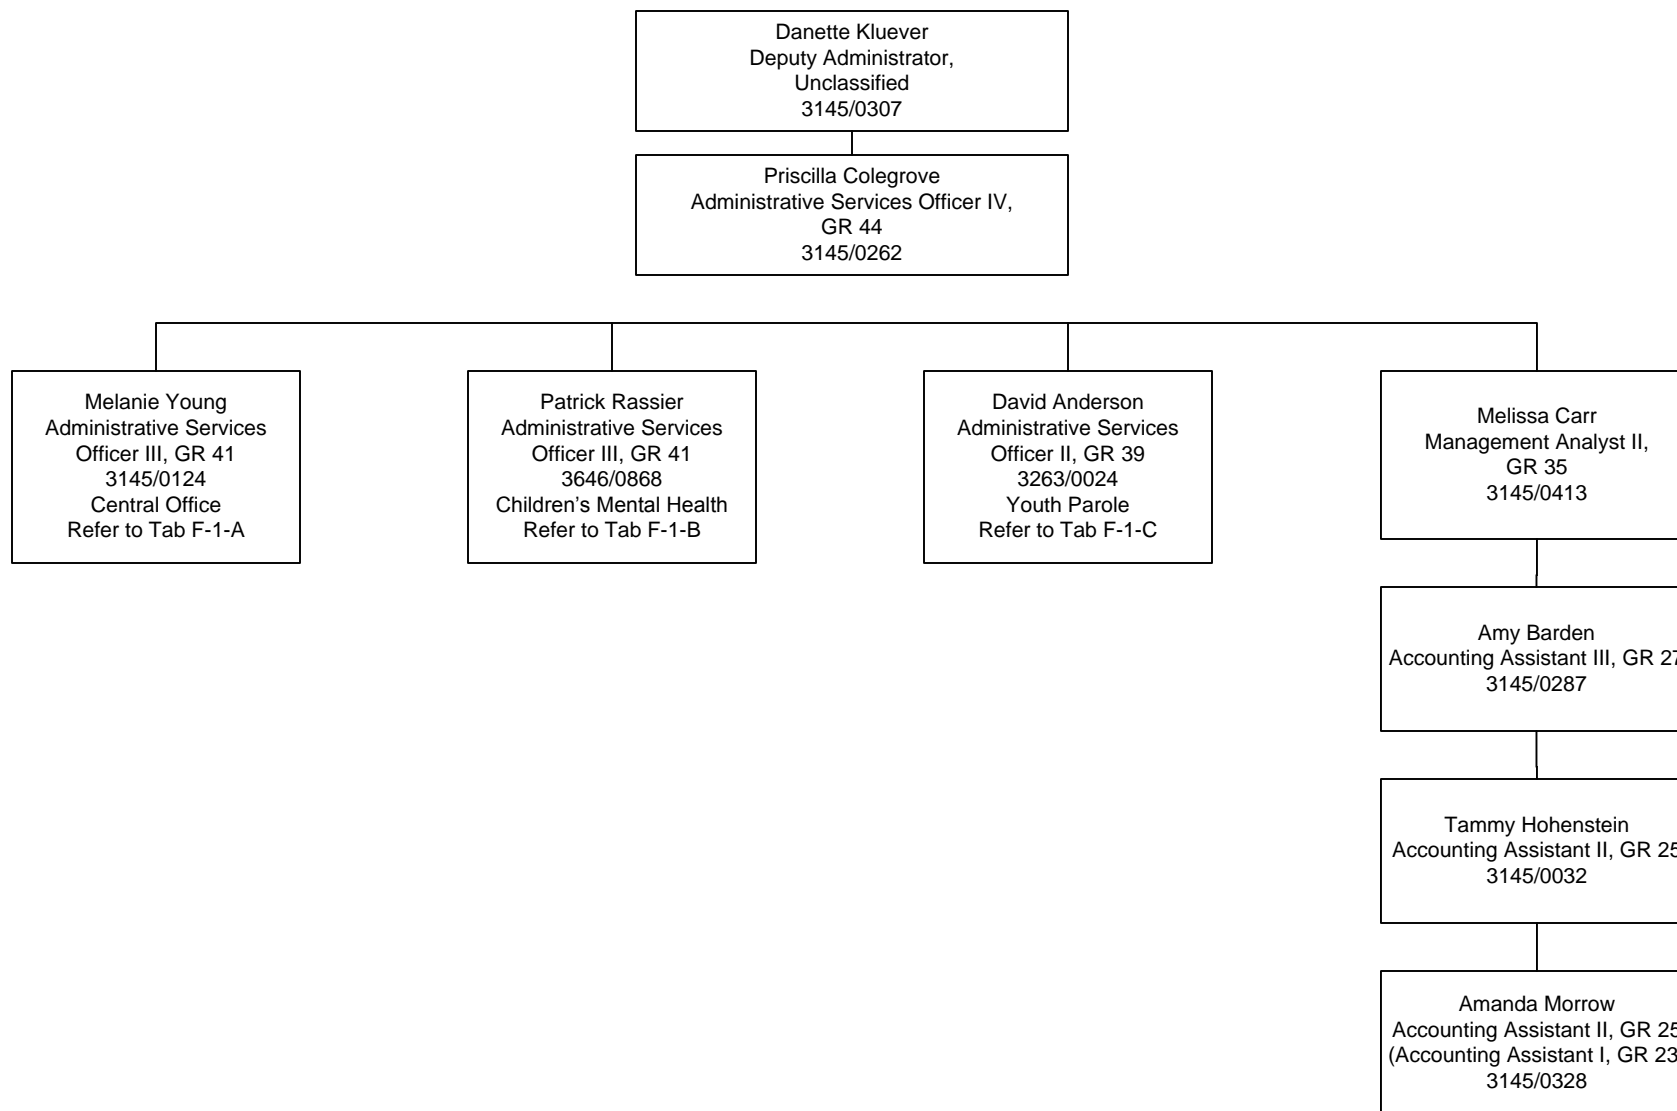 Danette Kluever
Deputy Administrator,
Unclassified
3145/0307
Priscilla Colegrove
Administrative Services Officer IV,
GR 44
3145/0262
Melanie Young
Administrative Services
Officer III, GR 41
3145/0124
Central Office
Refer to Tab F-1-A
Patrick Rassier
Administrative Services
Officer III, GR 41
3646/0868
Children’s Mental Health
Refer to Tab F-1-B
David Anderson
Administrative Services
Officer II, GR 39
3263/0024
Youth Parole
Refer to Tab F-1-C
Melissa Carr
Management Analyst II,
GR 35
3145/0413
Amy Barden
Accounting Assistant III, GR 27
3145/0287
Tammy Hohenstein
Accounting Assistant II, GR 25
3145/0032
Amanda Morrow
Accounting Assistant II, GR 25
(Accounting Assistant I, GR 23
3145/0328